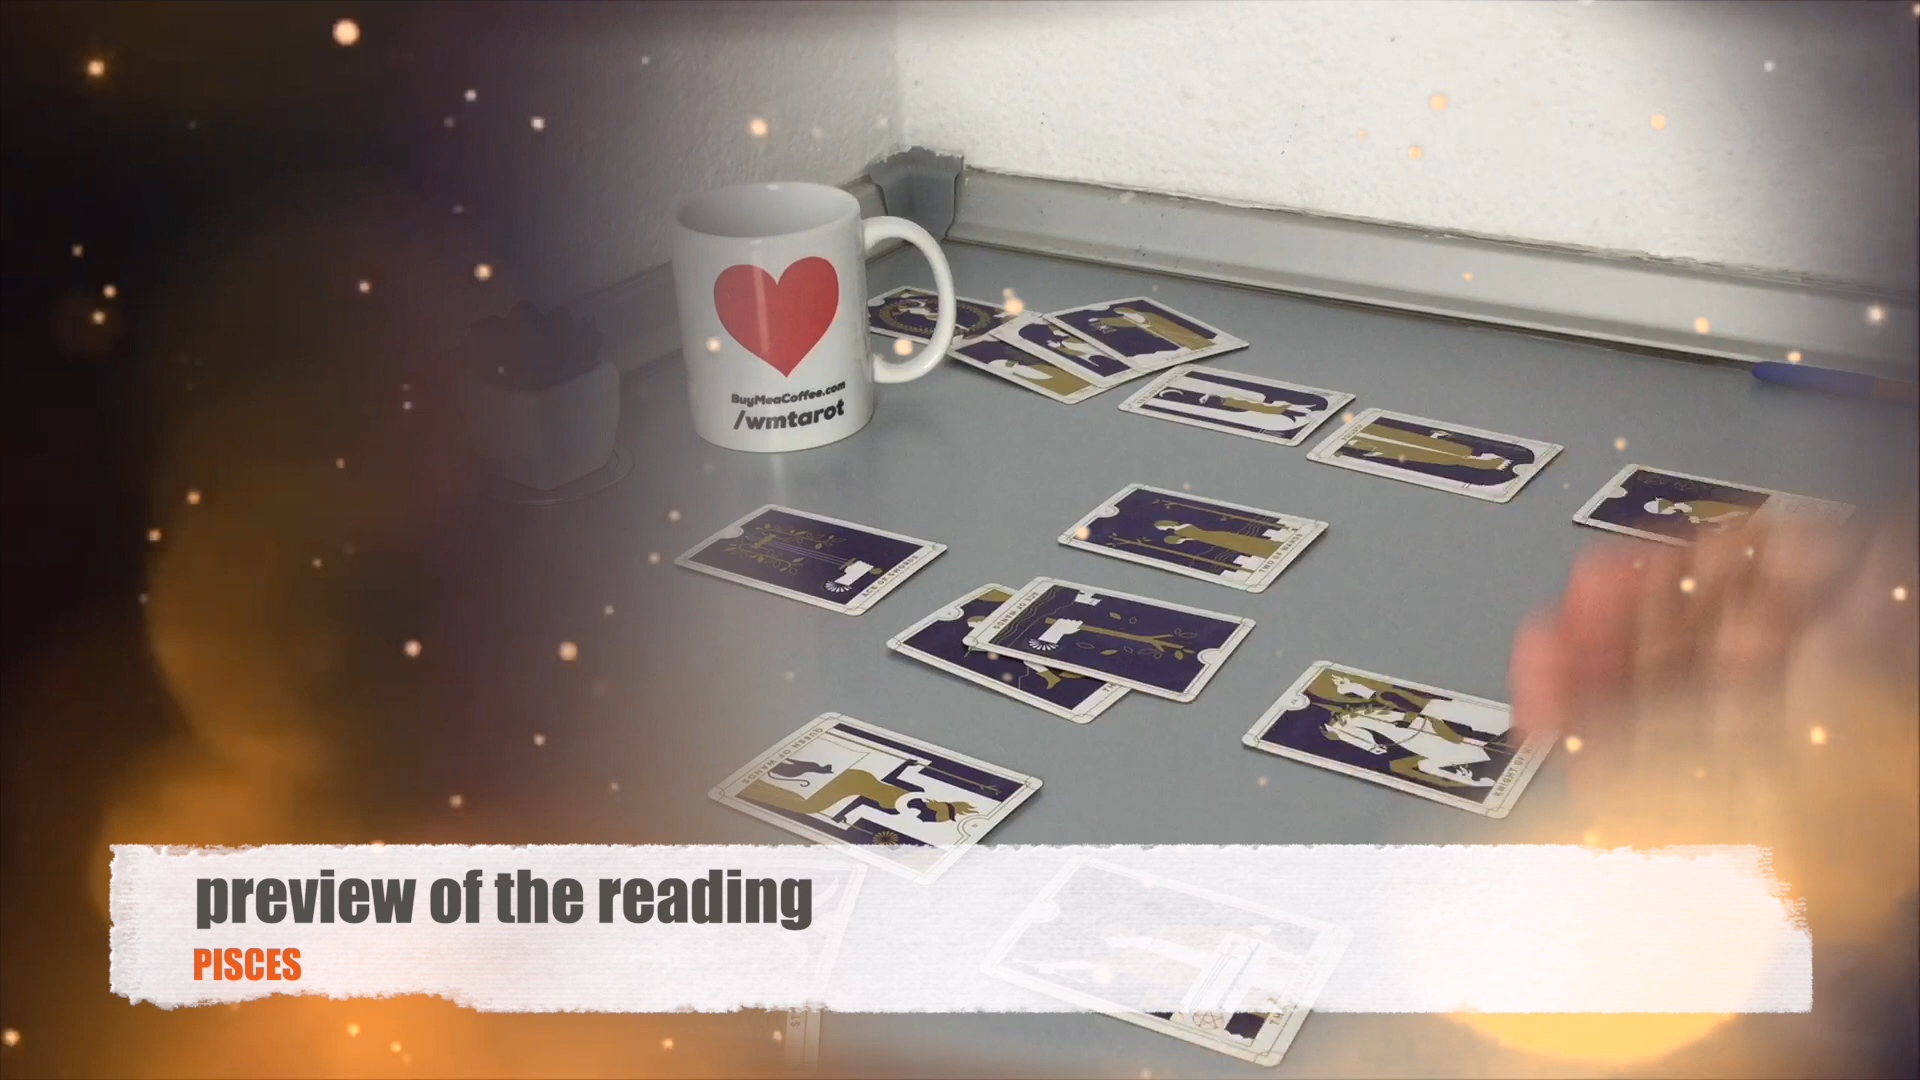 BuyMeaCoffee.com
/wmtarot
ACE OF SWORDS
TWO OF WANDS
ACE OF WANDS
QUEEN OF WANDS
KNIGHT OF
preview of the reading
PISCES